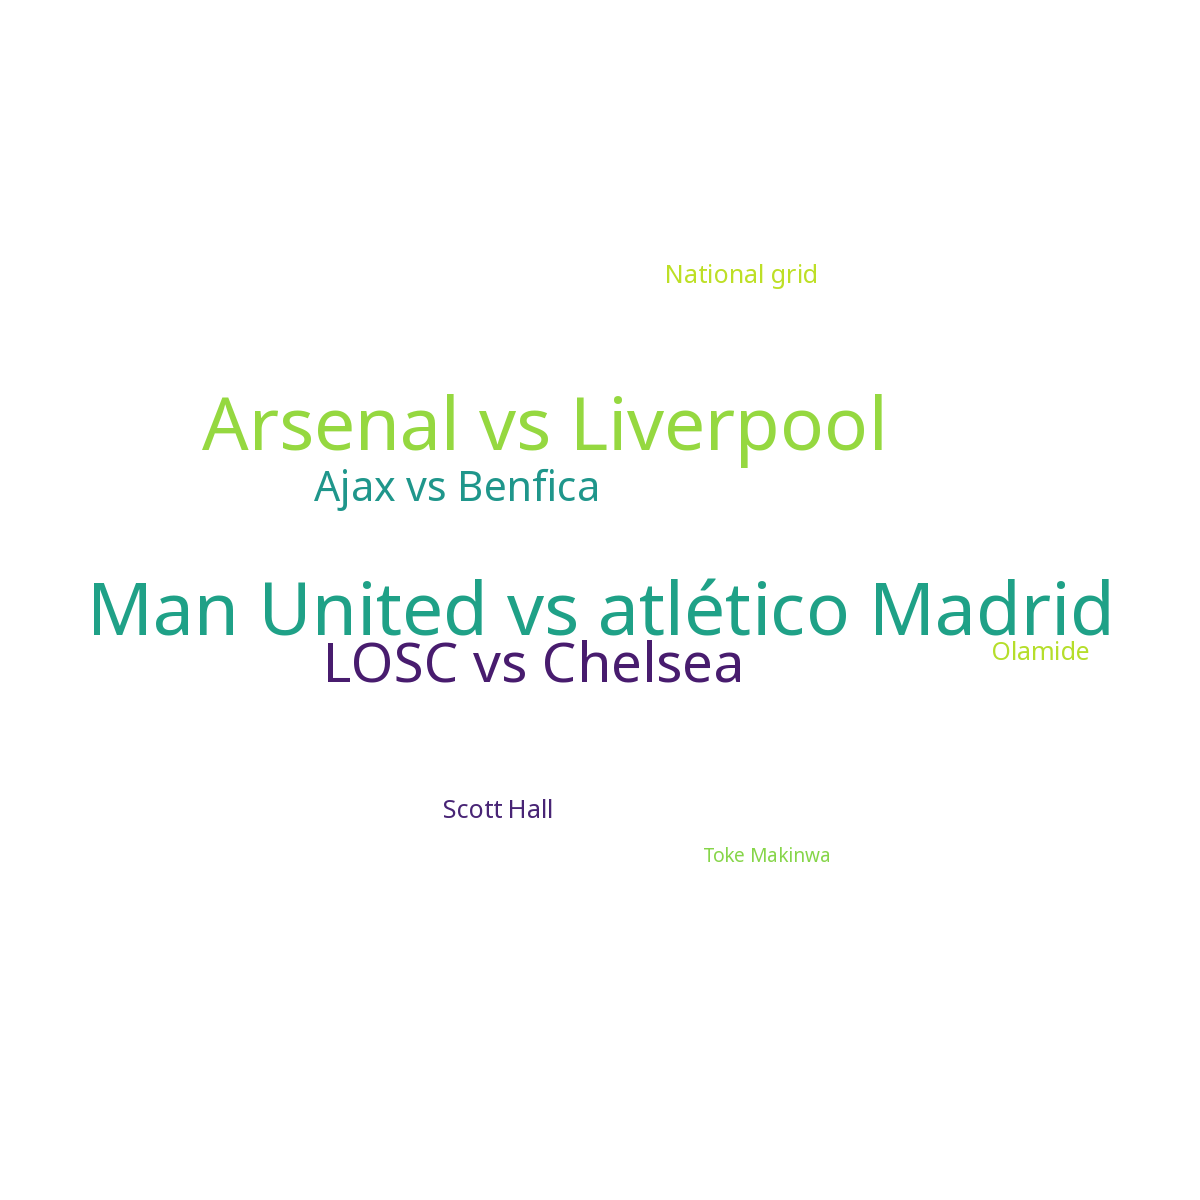 National grid
Arsenal vs Liverpool
Ajax vs Benfica
Man United vs atlético Madrid
Olamide
LOSC vs Chelsea
Scott Hall
Toke Makinwa